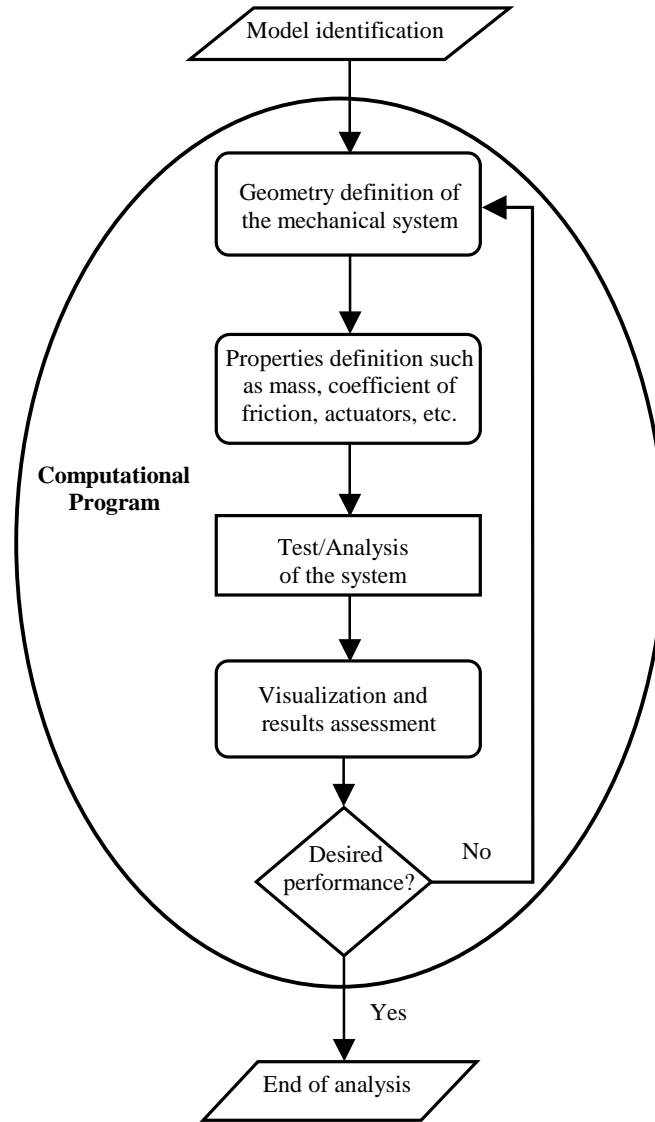 Model identification
Geometry definition of
the mechanical system
Properties definition such
as mass, coefficient of
friction, actuators, etc.
Computational
Program
Test/Analysis
of the system
Visualization and
results assessment
Desired
performance?
No
Yes
End of analysis